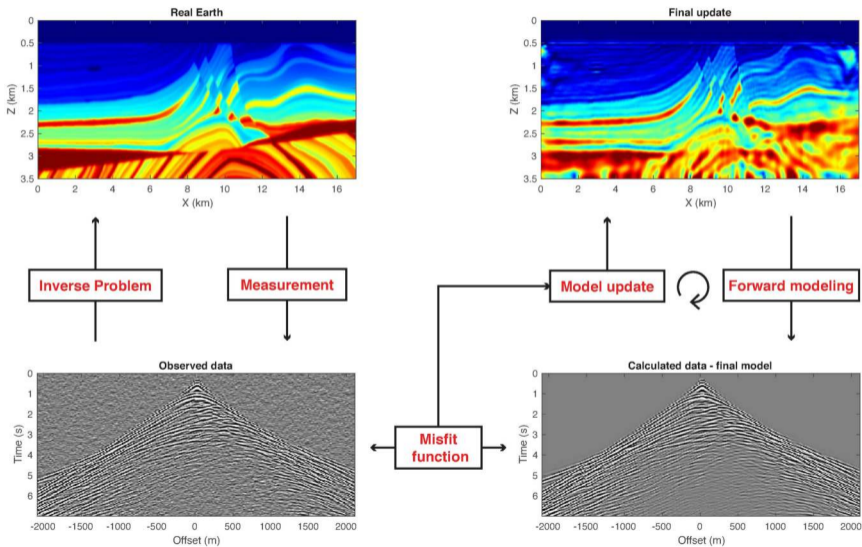 Real Earth
0
0.5
1
1.5
2
2.5
3
3.5
Z (km)
0 2 4 6 8 10 12 14 16
X (km)
Final update
0
0.5
1
1.5
2
2.5
3
3.5
Z (km)
0 2 4 6 8 10 12 14 16
X (km)
Inverse Problem
Measurement
Model update
Forward modeling
Observed data
0
1
2
3
4
5
6
Time (s)
-2000 -1500 -1000 -500 0 500 1000 1500 2000
Offset (m)
Misfit
function
Calculated data - final model
0
1
2
3
4
5
6
Time (s)
-2000 -1500 -1000 -500 0 500 1000 1500 2000
Offset (m)